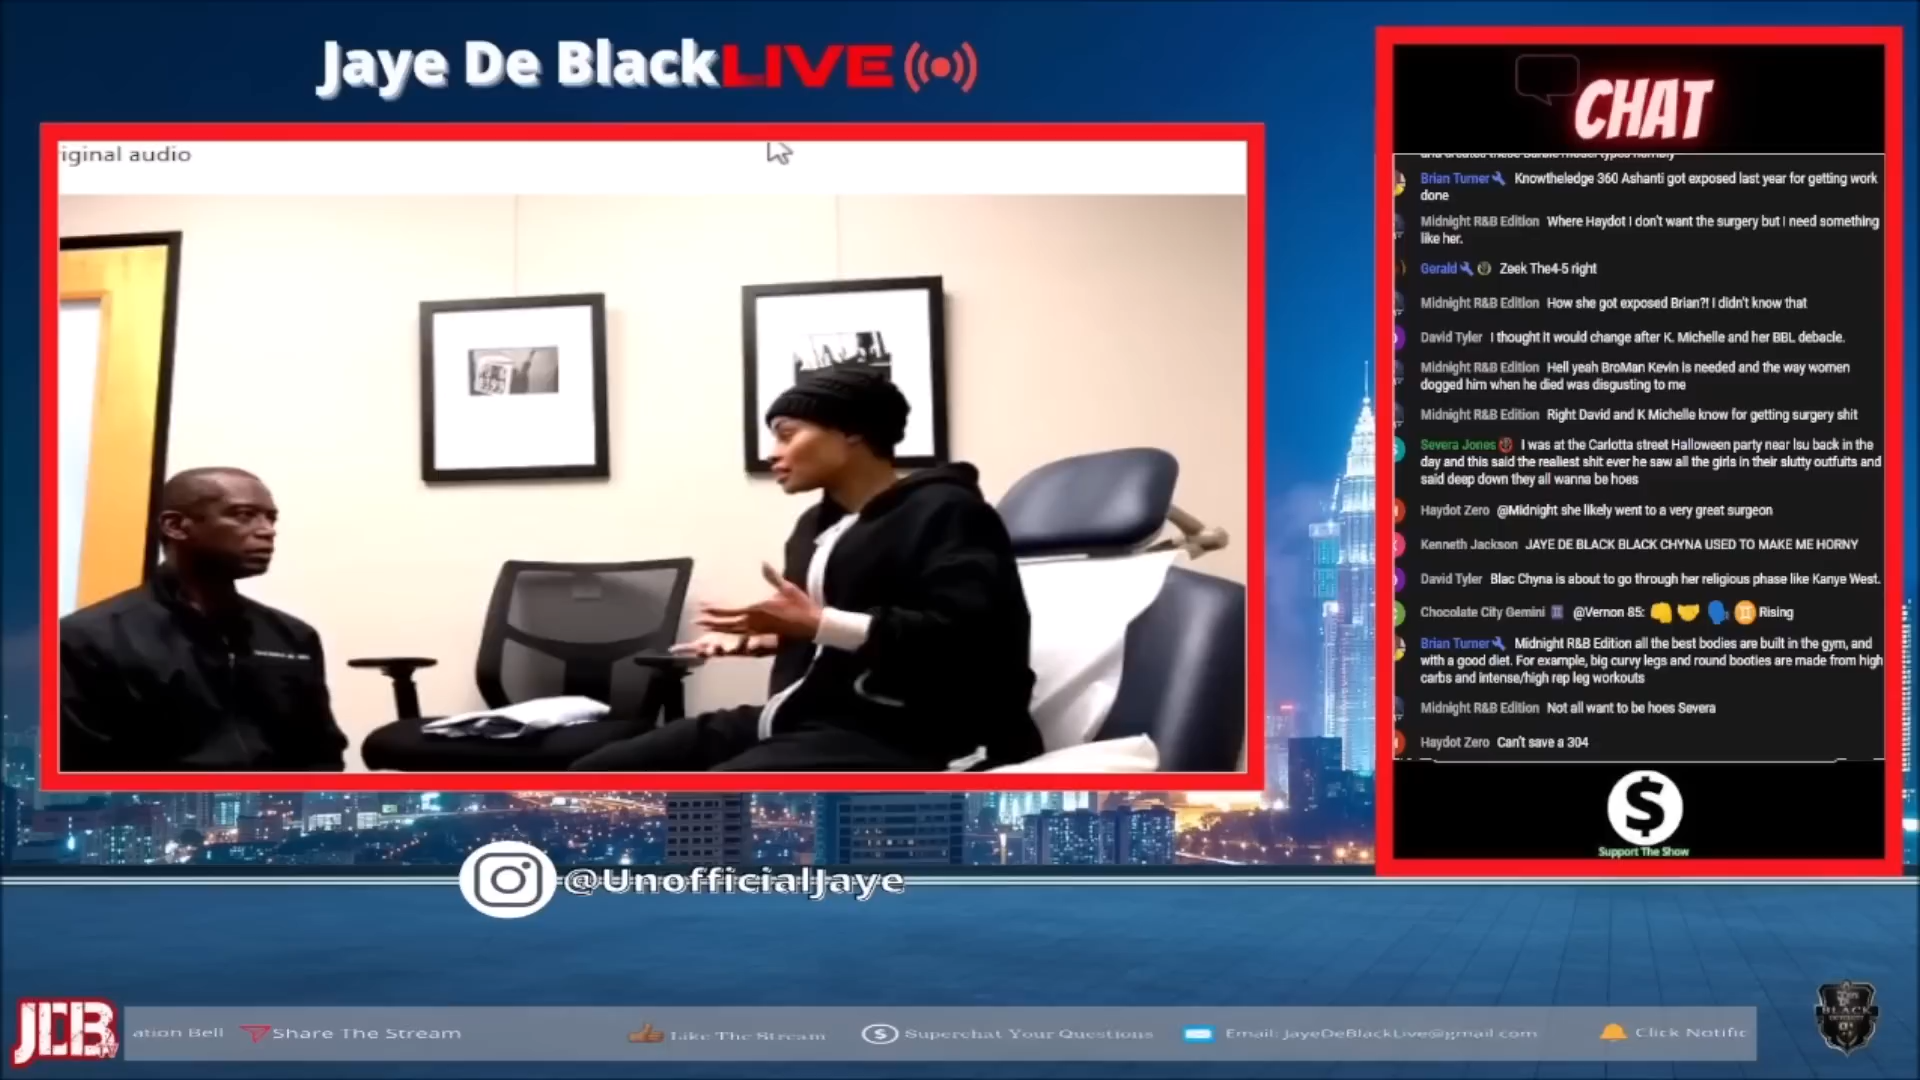 Jaye De Black LIVE
iginal audio
CHAT
Brian Turner Knowtheledge 360 Ashanti got exposed last year for getting work
done
Midnight R&B Edition Where Haydot I don't want the surgery but I need something
like her.
Gerald Zeek The4-5 right
Midnight R&B Edition How she got exposed Brian?! I didn't know that
David Tyler I thought it would change after K. Michelle and her BBL debacle.
Midnight R&B Edition Hell yeah BroMan Kevin is needed and the way women
dogged him when he died was disgusting to me
Midnight R&B Edition Right David and K Michelle know for getting surgery shit
Severa Jones I was at the Carlotta street Halloween party near lsu back in the
day and this said the realiest shit ever he saw all the girls in their slutty outfuits and
said deep down they all wanna be hoes
Haydot Zero @Midnight she likely went to a very great surgeon
Kenneth Jackson JAYE DE BLACK BLACK CHYNA USED TO MAKE ME HORNY
David Tyler Blac Chyna is about to go through her religious phase like Kanye West.
Chocolate City Gemini @Vernon 85: Rising
Brian Turner Midnight R&B Edition all the best bodies are built in the gym, and
with a good diet. For example, big curvy legs and round booties are made from high
carbs and intense/high rep leg workouts
Midnight R&B Edition Not all want to be hoes Severa
Haydot Zero Can't save a 304
$
Support The Show
@UnofficialJaye
JDB TV
ation Bell Share The Stream Like The Stream $ Superchat Your Questions Email: JayeDeBlackLive@gmail.com Click Notific
BLACK